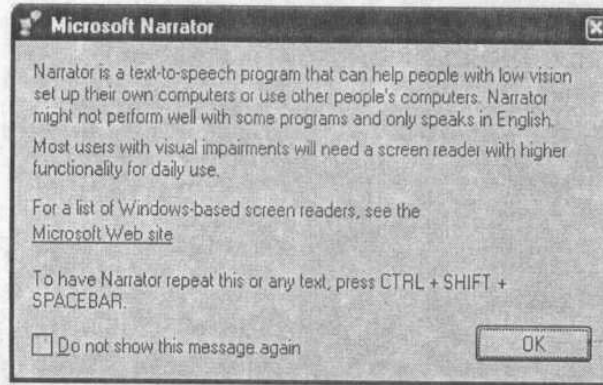 Microsoft Narrator
Narrator is a text-to-speech program that can help people with low vision
set up their own computers or use other people's computers. Narrator
might not perform well with some programs and only speaks in English.
Most users with visual impairments will need a screen reader with higher
functionality for daily use.
For a list of Windows-based screen readers, see the
Microsoft Web site
To have Narrator repeat this or any text, press CTRL + SHIFT +
SPACEBAR.
Do not show this message again
OK